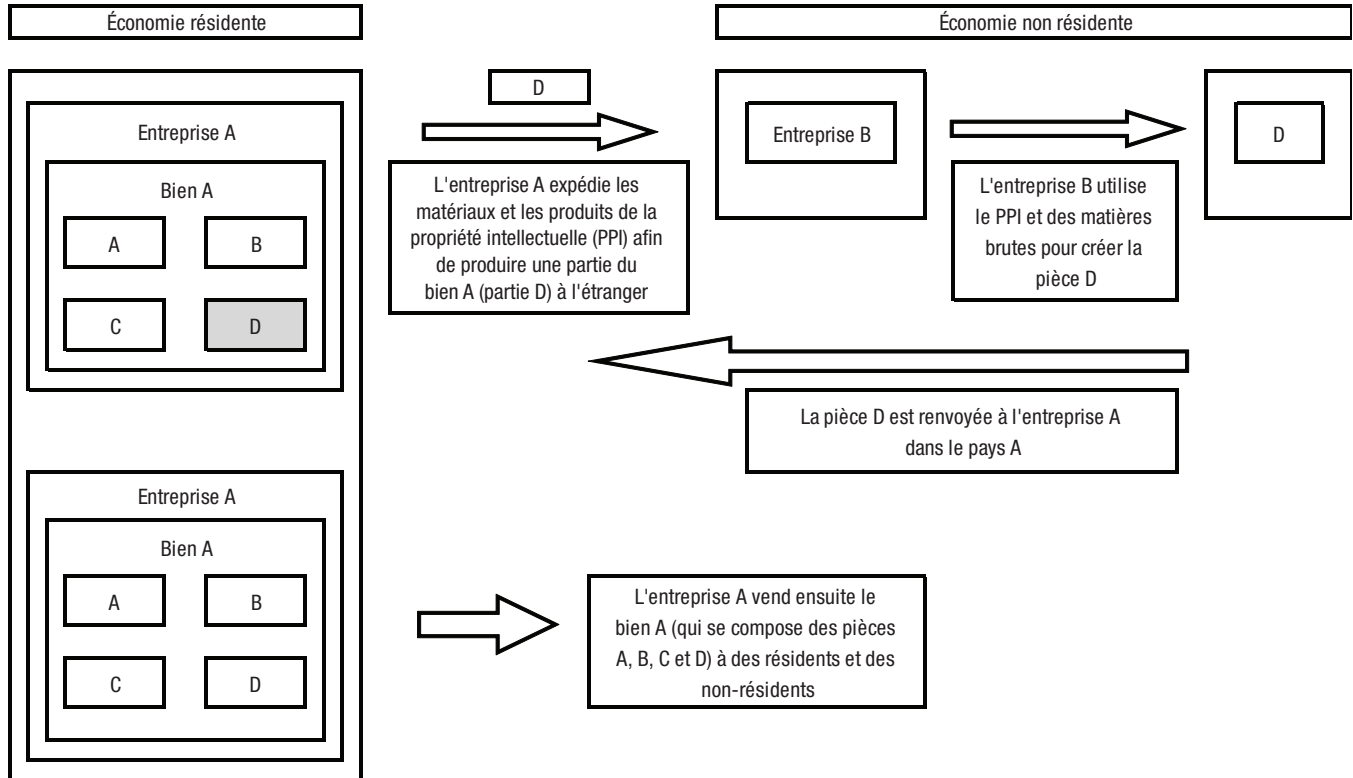 Économie résidente
Économie non résidente
Entreprise A
Bien A
A
B
C
D
D
L'entreprise A expédie les
matériaux et les produits de la
propriété intellectuelle (PPI) afin
de produire une partie du
bien A (partie D) à l'étranger
Entreprise B
L'entreprise B utilise
le PPI et des matières
brutes pour créer la
pièce D
D
La pièce D est renvoyée à l'entreprise A
dans le pays A
Entreprise A
Bien A
A
B
C
D
L'entreprise A vend ensuite le
bien A (qui se compose des pièces
A, B, C et D) à des résidents et des
non-résidents